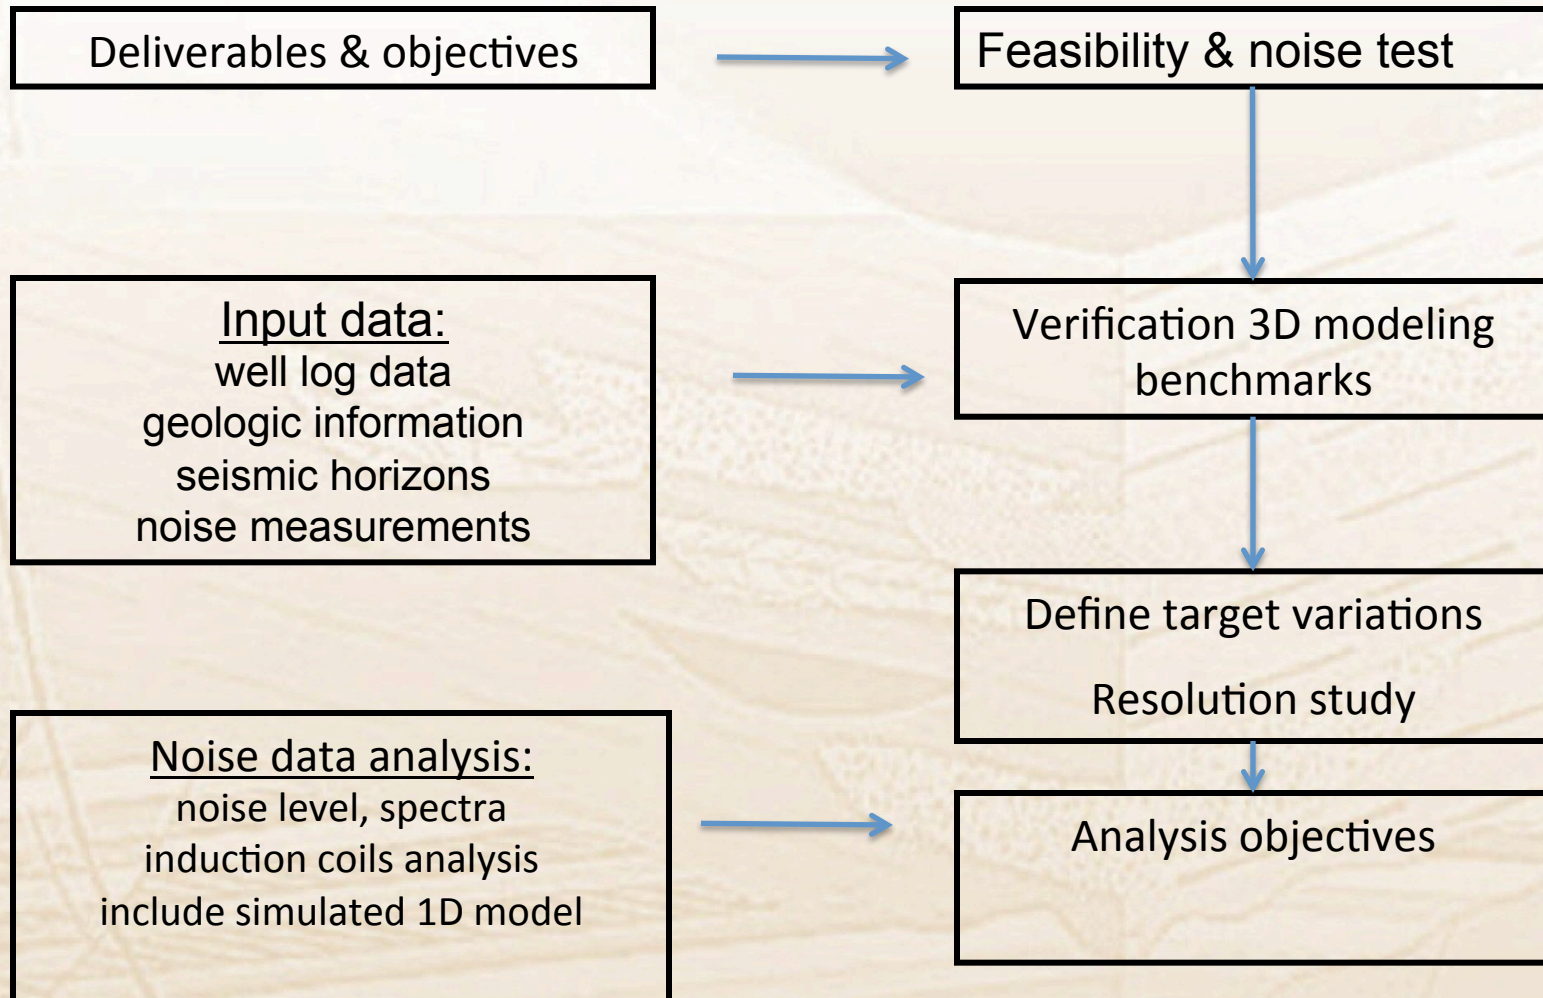 Deliverables & objectives
Feasibility & noise test
Input data:
well log data
geologic information
seismic horizons
noise measurements
Verification 3D modeling
benchmarks
Define target variations
Resolution study
Noise data analysis:
noise level, spectra
induction coils analysis
include simulated 1D model
Analysis objectives